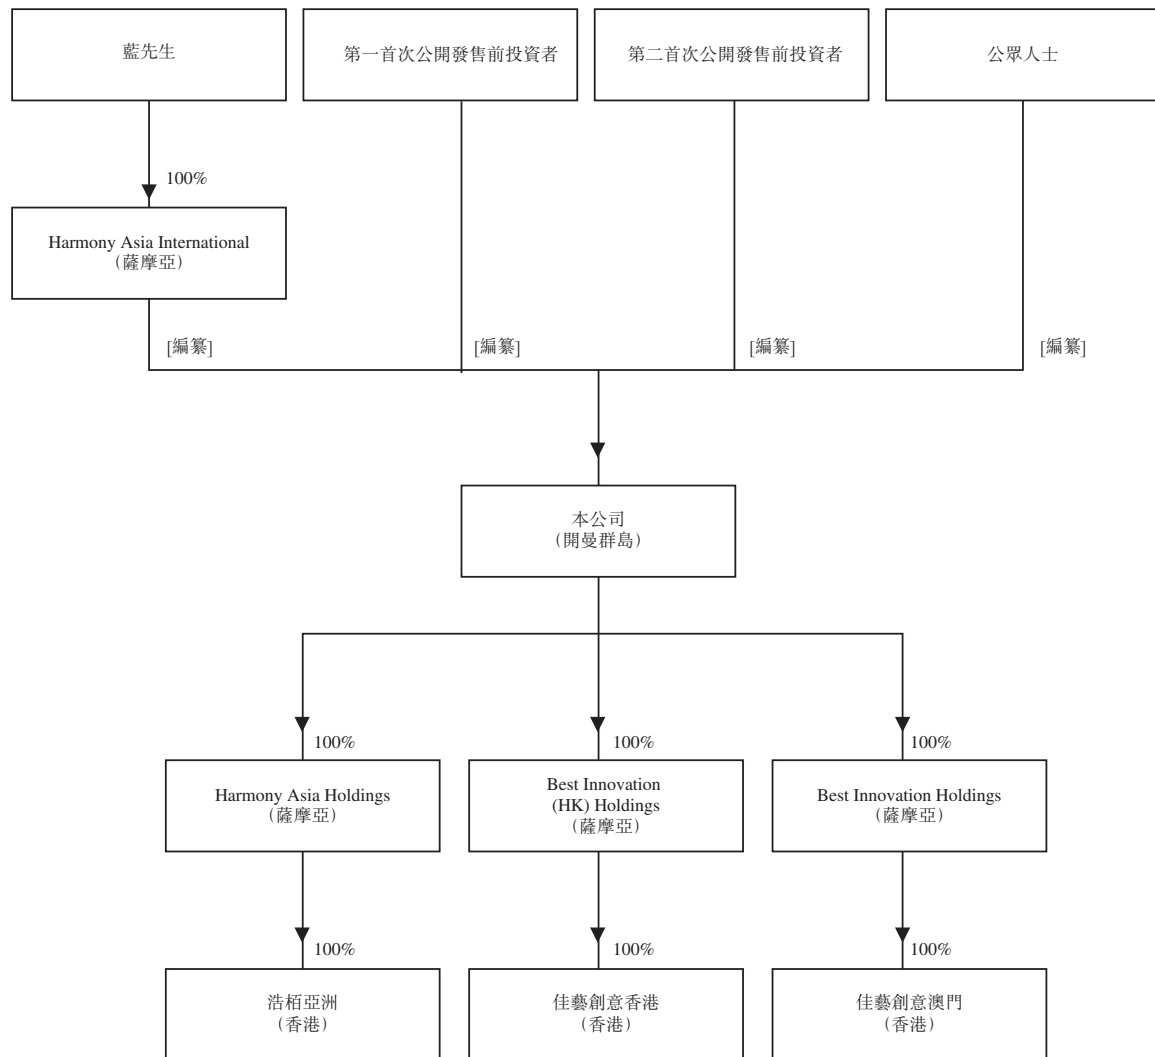 藍先生
第一首次公開發售前投資者
第二首次公開發售前投資者
公眾人士
100%
Harmony Asia International
（薩摩亞）
[編纂]
[編纂]
[編纂]
[編纂]
本公司
（開曼群島）
100%
100%
100%
Harmony Asia Holdings
（薩摩亞）
Best Innovation
(HK) Holdings
（薩摩亞）
Best Innovation Holdings
（薩摩亞）
100%
100%
100%
浩栢亞洲
（香港）
佳藝創意香港
（香港）
佳藝創意澳門
（香港）